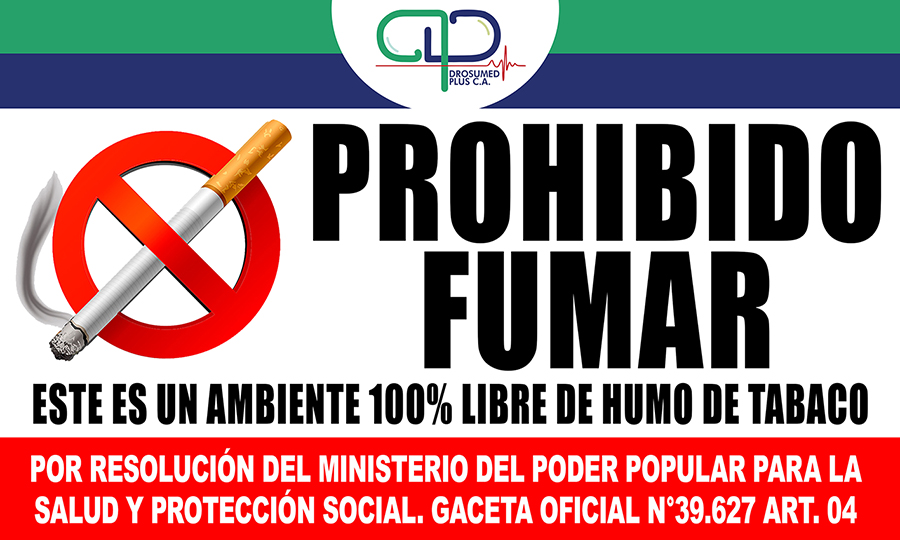 DROSUMED
PLUS C.A.
PROHIBIDO
FUMAR
ESTE ES UN AMBIENTE 100% LIBRE DE HUMO DE TABACO
POR RESOLUCIÓN DEL MINISTERIO DEL PODER POPULAR PARA LA
SALUD Y PROTECCIÓN SOCIAL. GACETA OFICIAL N°39.627 ART. 04